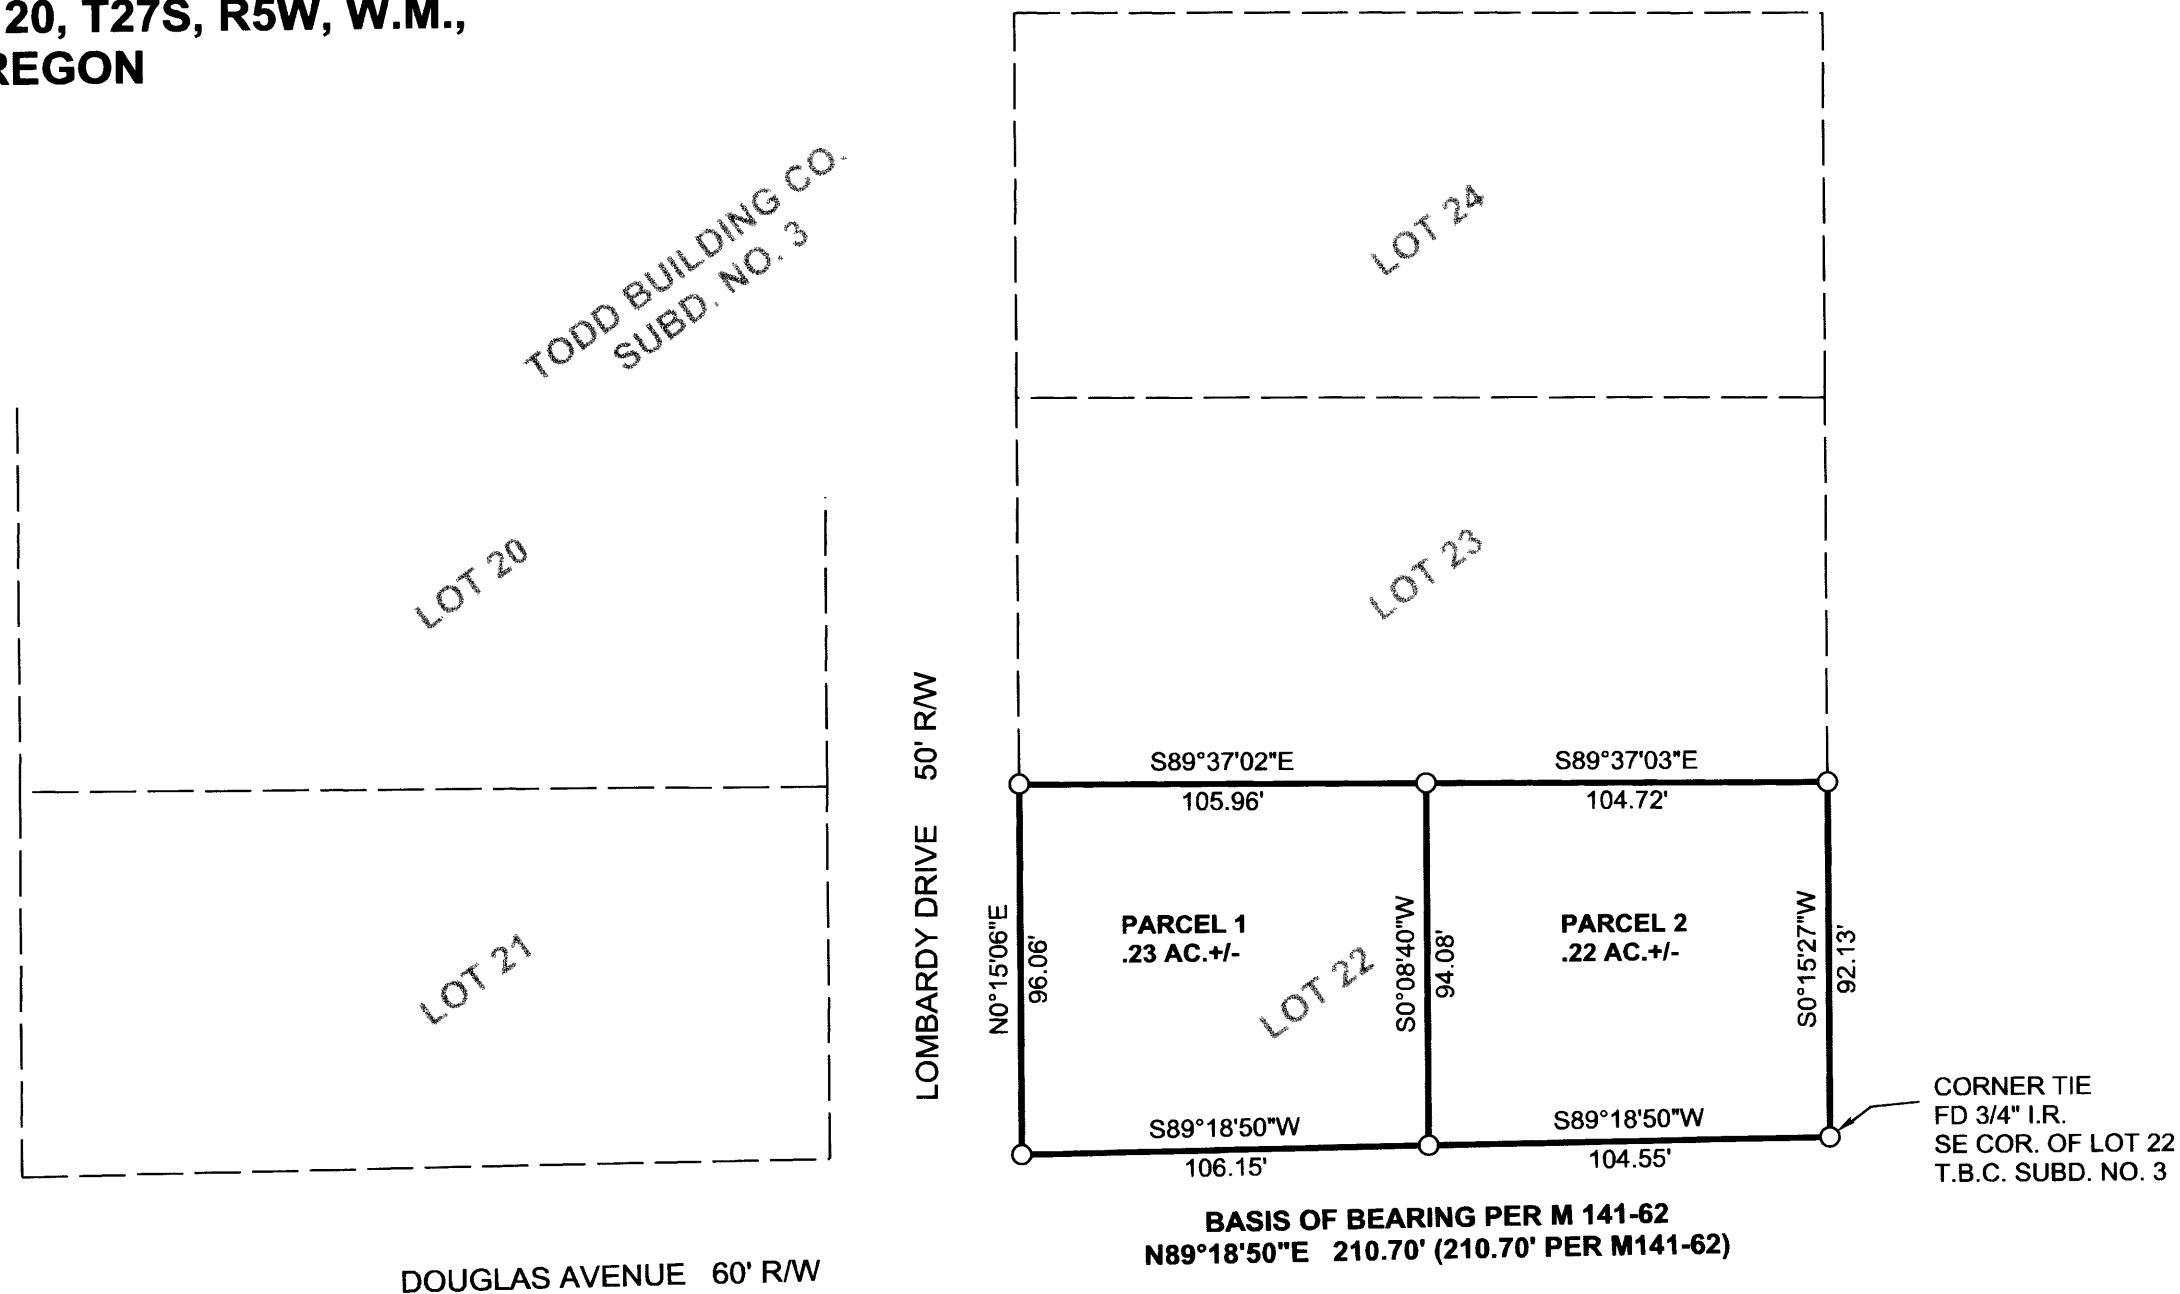 20, T27S, R5W, W.M.,
REGON
TODD BUILDING CO.
SUBD. NO. 3
LOT 24
LOT 20
LOT 23
LOT 21
LOMBARDY DRIVE 50' R/W
S89°37'02"E
105.96'
S89°37'03"E
104.72'
N0°15'06"E
96.06'
PARCEL 1
.23 AC.+/-
LOT 22
S0°08'40"W
94.08'
PARCEL 2
.22 AC.+/-
S0°15'27"W
92.13'
S89°18'50"W
106.15'
S89°18'50"W
104.55'
CORNER TIE
FD 3/4" I.R.
SE COR. OF LOT 22
T.B.C. SUBD. NO. 3
BASIS OF BEARING PER M 141-62
N89°18'50"E 210.70' (210.70' PER M141-62)
DOUGLAS AVENUE 60' R/W